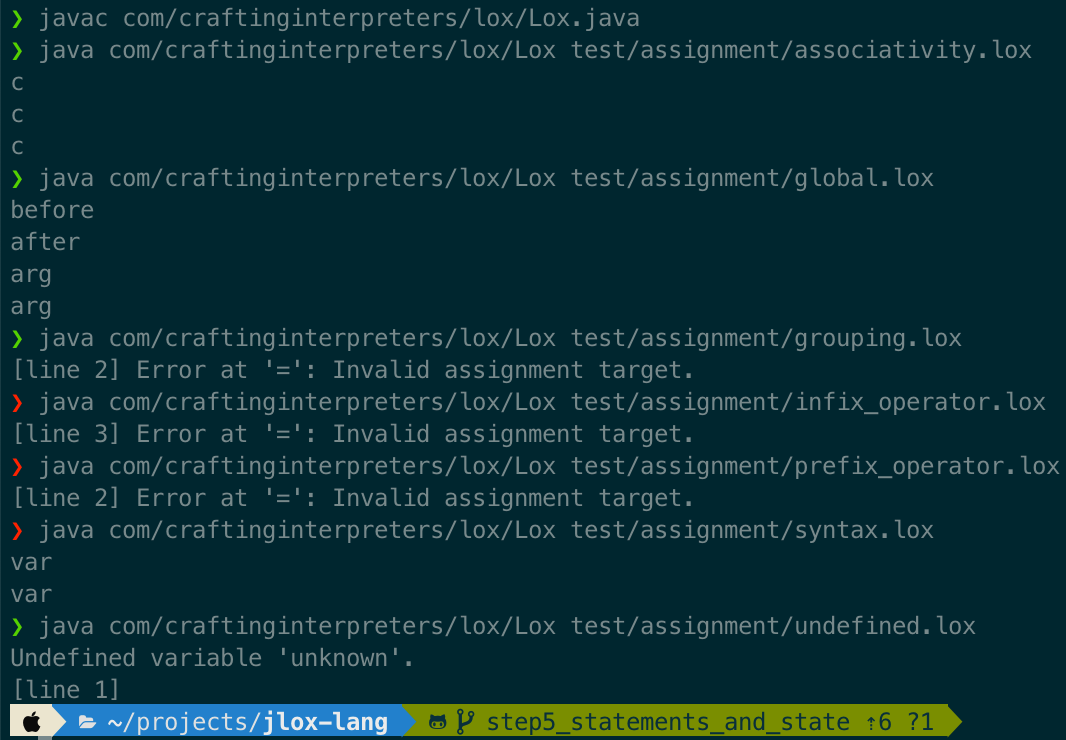 ❯ javac com/craftinginterpreters/lox/Lox.java
❯ java com/craftinginterpreters/lox/Lox test/assignment/associativity.lox
c
c
c
❯ java com/craftinginterpreters/lox/Lox test/assignment/global.lox
before
after
arg
arg
❯ java com/craftinginterpreters/lox/Lox test/assignment/grouping.lox
[line 2] Error at '=': Invalid assignment target.
❯ java com/craftinginterpreters/lox/Lox test/assignment/infix_operator.lox
[line 3] Error at '=': Invalid assignment target.
❯ java com/craftinginterpreters/lox/Lox test/assignment/prefix_operator.lox
[line 2] Error at '=': Invalid assignment target.
❯ java com/craftinginterpreters/lox/Lox test/assignment/syntax.lox
var
var
❯ java com/craftinginterpreters/lox/Lox test/assignment/undefined.lox
Undefined variable 'unknown'.
[line 1]
~/projects/jlox-lang step5_statements_and_state ⇡6 ?1